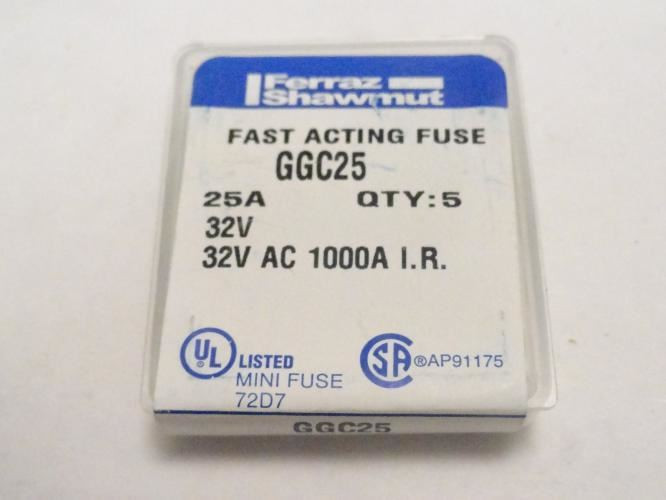 Ferraz
Shawmut
FAST ACTING FUSE
GGC25
25A QTY:5
32V
32V AC 1000A I.R.
UL LISTED
MINI FUSE
72D7
SA ®AP91175
GGC25